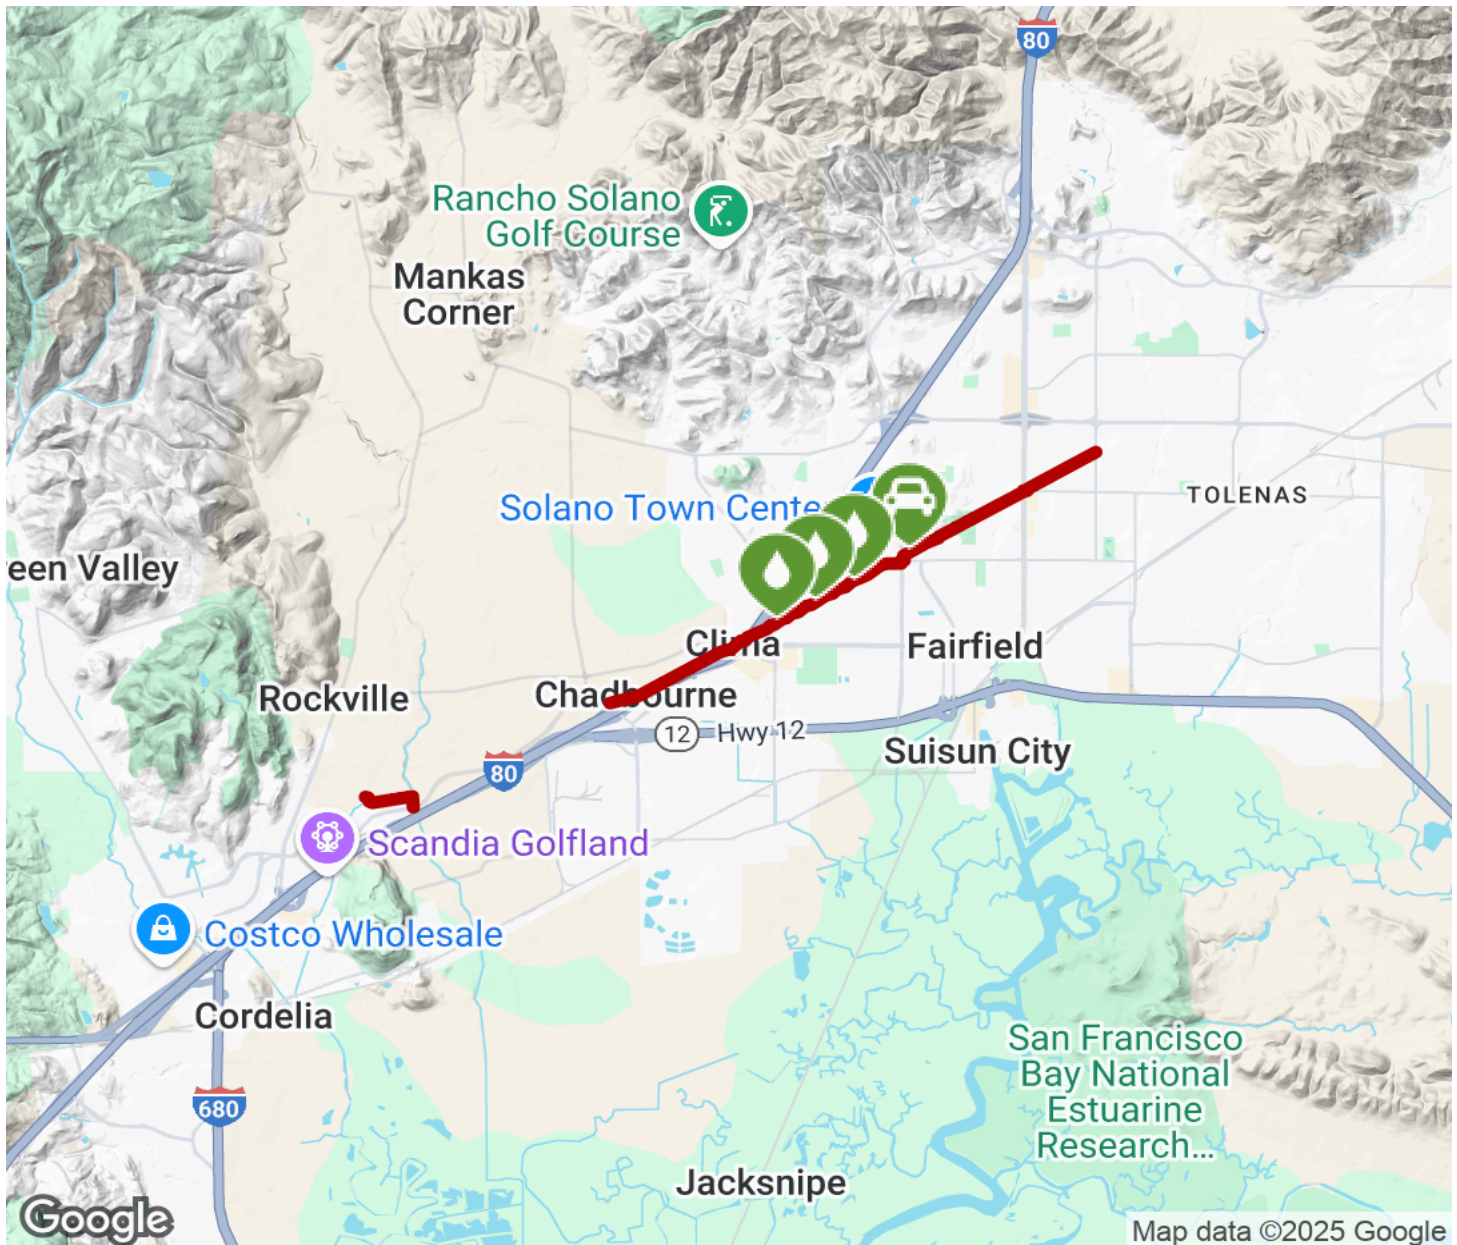 80
Rancho Solano
Golf Course
Mankas
Corner
Solano Town Cente
TOLENAS
een Valley
Clima
Fairfield
Rockville
Chadbourne
12
Hwy 12
Suisun City
80
Scandia Golfland
Costco Wholesale
Cordelia
San Francisco
Bay National
Estuarine
Research...
680
Jacksnipe
Google
Map data ©2025 Google